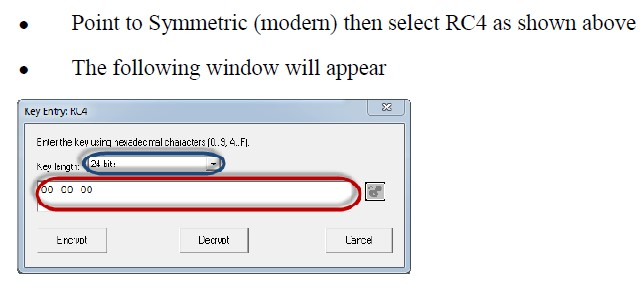 • Point to Symmetric (modern) then select RC4 as shown above
• The following window will appear
Key Entry: RC4
Enter the key using hexadecimal characters (0..9, A..F).
Key length: 24 bits
00 00 00
Encrypt Decrypt Cancel